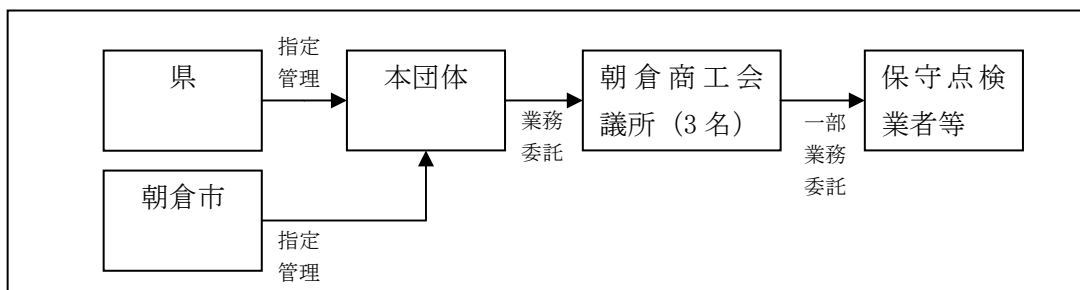 県
指定
管理
本団体
業務
委託
朝倉商工会
議所（3 名）
一部
業務
委託
保守点検
業者等
朝倉市
指定
管理